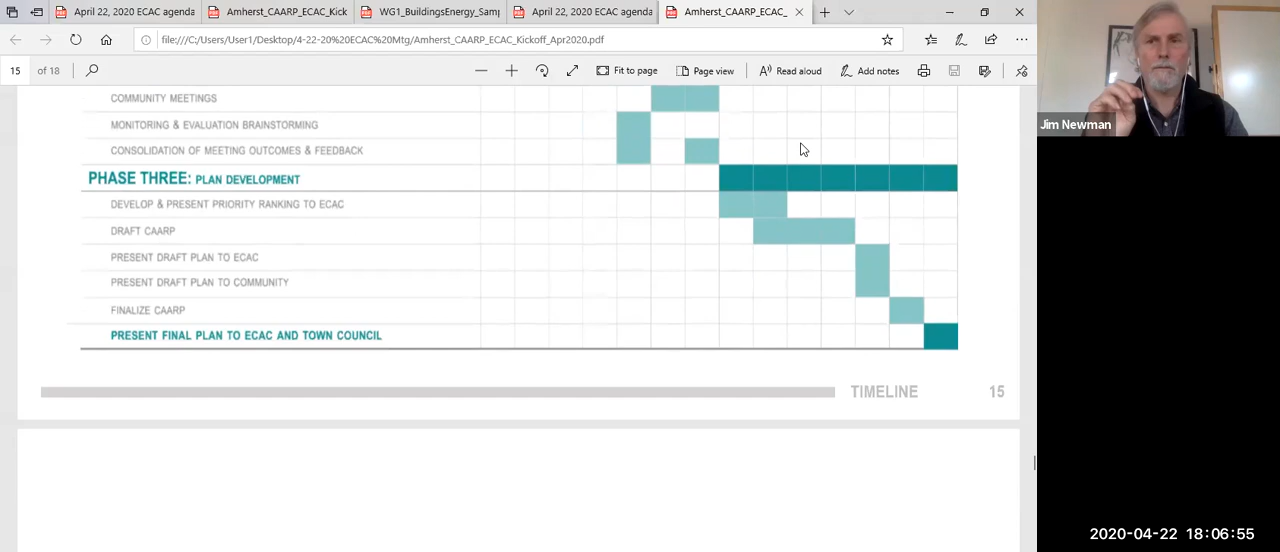 April 22, 2020 ECAC agenda
Amherst_CAARP_ECAC_Kick
WG1_BuildingsEnergy_Samp
April 22, 2020 ECAC agenda
Amherst_CAARP_ECAC_
file:///C:/Users/User1/Desktop/4-22-20%20ECAC%20Mtg/Amherst_CAARP_ECAC_Kickoff_Apr2020.pdf
15 of 18
Fit to page
Page view
Read aloud
Add notes
Jim Newman
COMMUNITY MEETINGS
MONITORING & EVALUATION BRAINSTORMING
CONSOLIDATION OF MEETING OUTCOMES & FEEDBACK
PHASE THREE: PLAN DEVELOPMENT
DEVELOP & PRESENT PRIORITY RANKING TO ECAC
DRAFT CAARP
PRESENT DRAFT PLAN TO ECAC
PRESENT DRAFT PLAN TO COMMUNITY
FINALIZE CAARP
PRESENT FINAL PLAN TO ECAC AND TOWN COUNCIL
TIMELINE 15
2020-04-22 18:06:55